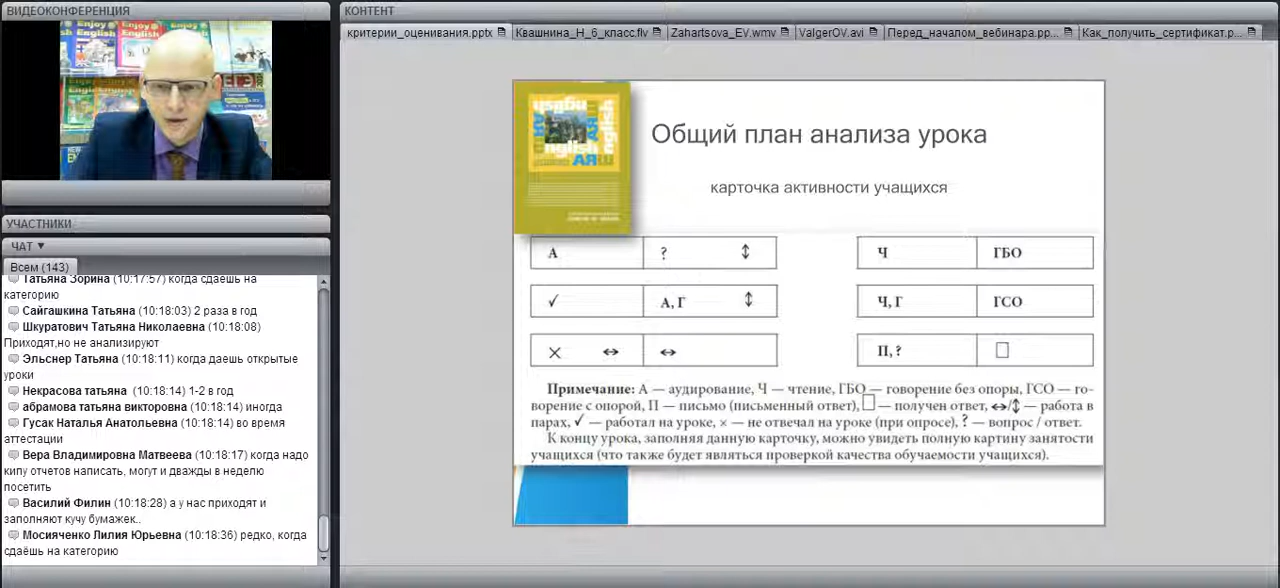 ВИДЕОКОНФЕРЕНЦИЯ
Enjoy
English
ЕГЭ
УЧАСТНИКИ
ЧАТ ▼
Всем (143)
Татьяна Зорина (10:17:57) когда сдаешь на
категорию
Сайгашкина Татьяна (10:18:03) 2 раза в год
Шкуратович Татьяна Николаевна (10:18:08)
Приходят,но не анализируют
Эльснер Татьяна (10:18:11) когда даешь открытые
уроки
Некрасова татьяна (10:18:14) 1-2 в год
абрамова татьяна викторовна (10:18:14) иногда
Гусак Наталья Анатольевна (10:18:14) во время
аттестации
Вера Владимировна Матвеева (10:18:17) когда надо
кипу отчетов написать, могут и дважды в неделю
посетить
Василий Филин (10:18:28) а у нас приходят и
заполняют кучу бумажек..
Мосияченко Лилия Юрьевна (10:18:36) редко, когда
сдаёшь на категорию
КОНТЕНТ
критерии_оценивания.pptx Квашнина_Н_6_класс.flv Zahartsova_EV.wmv ValgerOV.avi Перед_началом_вебинара.pp... Как_получить_сертификат.p...
nglish
АЯ
Общий план анализа урока
карточка активности учащихся
А ? ↕ Ч ГБО
✓ А, Г ↕ Ч, Г ГСО
× ↔ ↔ П, ? □
Примечание: А — аудирование, Ч — чтение, ГБО — говорение без опоры, ГСО — го-
ворение с опорой, П — письмо (письменный ответ), □ — получен ответ, ↔/↕ — работа в
парах, ✓ — работал на уроке, × — не отвечал на уроке (при опросе), ? — вопрос / ответ.
К концу урока, заполняя данную карточку, можно увидеть полную картину занятости
учащихся (что также будет являться проверкой качества обучаемости учащихся).